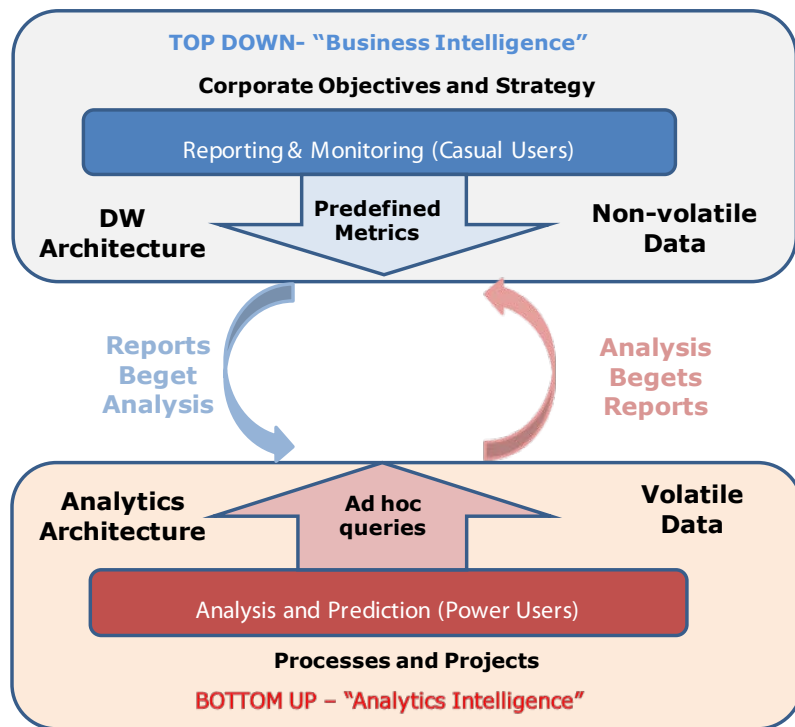 TOP DOWN- “Business Intelligence”
Corporate Objectives and Strategy
Reporting & Monitoring (Casual Users)
Predefined
Metrics
DW
Architecture
Non-volatile
Data
Reports
Beget
Analysis
Analysis
Begets
Reports
Analytics
Architecture
Ad hoc
queries
Volatile
Data
Analysis and Prediction (Power Users)
Processes and Projects
BOTTOM UP – “Analytics Intelligence”